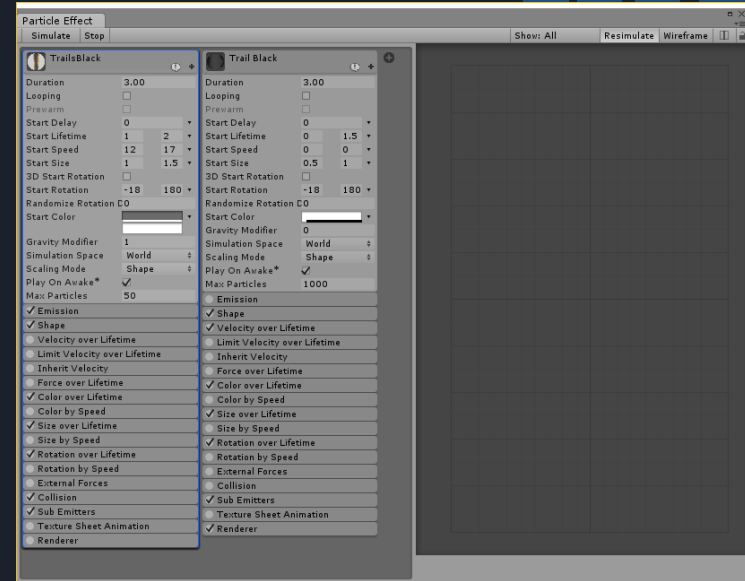 Particle Effect
Simulate Stop
Show: All Resimulate Wireframe
TrailsBlack
Duration 3.00
Looping
Prewarm
Start Delay 0
Start Lifetime 1 2
Start Speed 12 17
Start Size 1 1.5
3D Start Rotation
Start Rotation -18 180
Randomize Rotation D0
Start Color
Gravity Modifier 1
Simulation Space World
Scaling Mode Shape
Play On Awake*
Max Particles 50
Emission
Shape
Velocity over Lifetime
Limit Velocity over Lifetime
Inherit Velocity
Force over Lifetime
Color over Lifetime
Color by Speed
Size over Lifetime
Size by Speed
Rotation over Lifetime
Rotation by Speed
External Forces
Collision
Sub Emitters
Texture Sheet Animation
Renderer
Trail Black
Duration 3.00
Looping
Prewarm
Start Delay 0
Start Lifetime 0 1.5
Start Speed 0 0
Start Size 0.5 1
3D Start Rotation
Start Rotation -18 180
Randomize Rotation D0
Start Color
Gravity Modifier 0
Simulation Space World
Scaling Mode Shape
Play On Awake*
Max Particles 1000
Emission
Shape
Velocity over Lifetime
Limit Velocity over Lifetime
Inherit Velocity
Force over Lifetime
Color over Lifetime
Color by Speed
Size over Lifetime
Size by Speed
Rotation over Lifetime
Rotation by Speed
External Forces
Collision
Sub Emitters
Texture Sheet Animation
Renderer